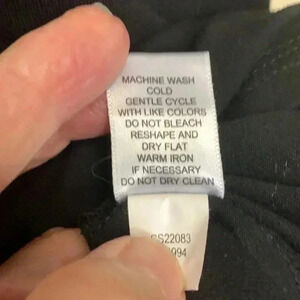 MACHINE WASH
COLD
GENTLE CYCLE
WITH LIKE COLORS
DO NOT BLEACH
RESHAPE AND
DRY FLAT
WARM IRON
IF NECESSARY
DO NOT DRY CLEAN